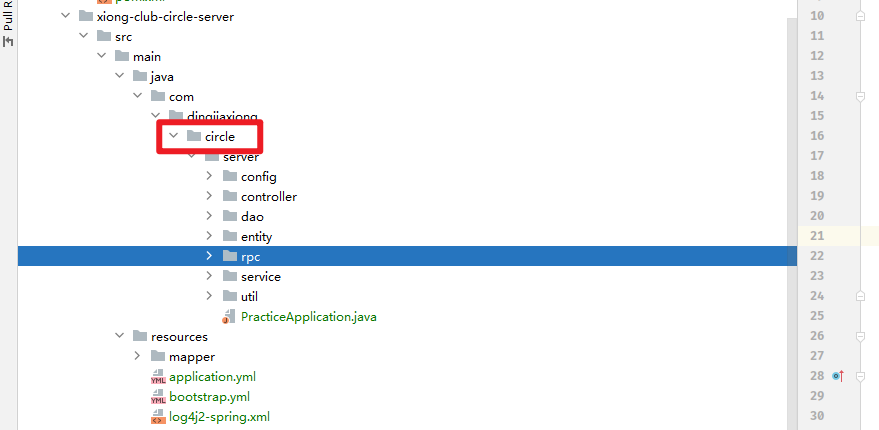 Pull R
xiong-club-circle-server
src
main
java
com
dingjiaxiong
circle
server
config
controller
dao
entity
rpc
service
util
PracticeApplication.java
resources
mapper
application.yml
bootstrap.yml
log4j2-spring.xml
10
11
12
13
14
15
16
17
18
19
20
21
22
23
24
25
26
27
28
29
30